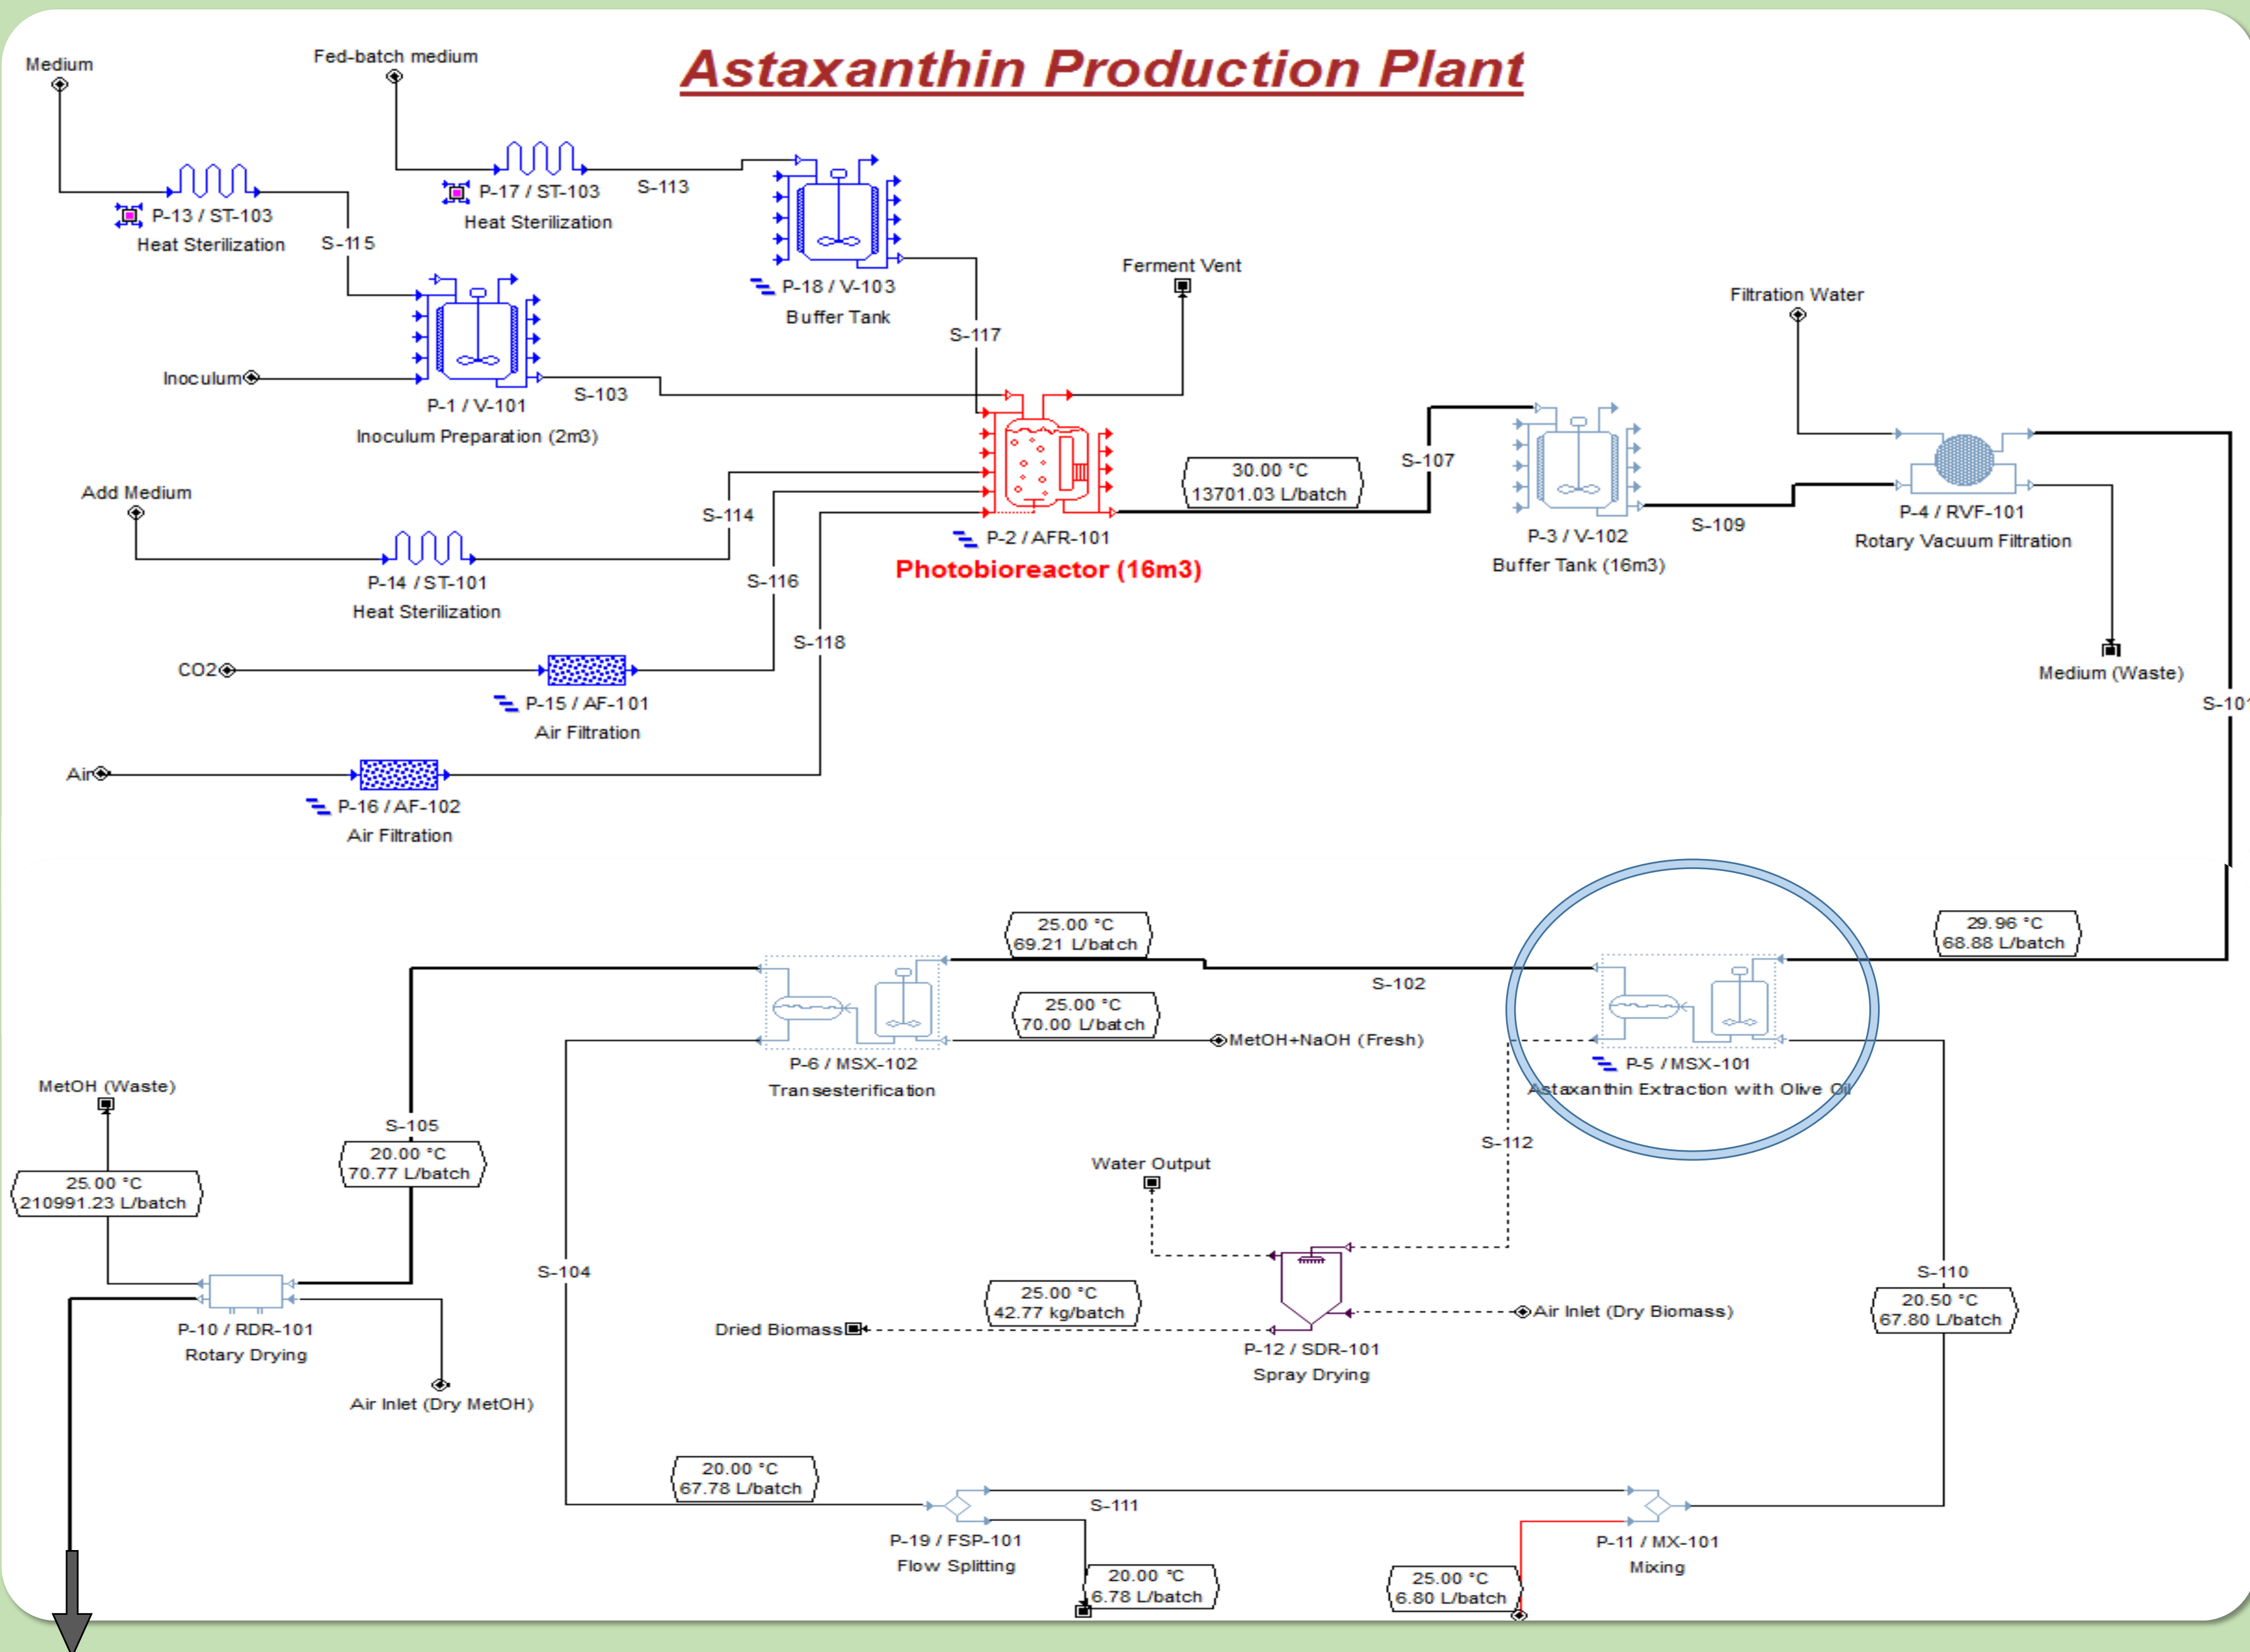 Astaxanthin Production Plant
Medium
Fed-batch medium
P-13 / ST-103
Heat Sterilization
S-115
P-17 / ST-103
Heat Sterilization
S-113
P-18 / V-103
Buffer Tank
S-117
Ferment Vent
Filtration Water
Inoculum
P-1 / V-101
Inoculum Preparation (2m3)
S-103
Add Medium
P-14 / ST-101
Heat Sterilization
S-114
S-116
S-118
P-2 / AFR-101
Photobioreactor (16m3)
30.00 °C
13701.03 L/batch
S-107
P-3 / V-102
Buffer Tank (16m3)
S-109
P-4 / RVF-101
Rotary Vacuum Filtration
Medium (Waste)
S-101
CO2
P-15 / AF-101
Air Filtration
Air
P-16 / AF-102
Air Filtration
25.00 °C
69.21 L/batch
29.96 °C
68.88 L/batch
S-102
25.00 °C
70.00 L/batch
MetOH+NaOH (Fresh)
P-6 / MSX-102
Transesterification
P-5 / MSX-101
Astaxanthin Extraction with Olive Oil
MetOH (Waste)
S-105
20.00 °C
70.77 L/batch
25.00 °C
210991.23 L/batch
S-112
Water Output
S-104
S-110
20.50 °C
67.80 L/batch
25.00 °C
42.77 kg/batch
Air Inlet (Dry Biomass)
Dried Biomass
P-12 / SDR-101
Spray Drying
P-10 / RDR-101
Rotary Drying
Air Inlet (Dry MetOH)
20.00 °C
67.78 L/batch
S-111
P-19 / FSP-101
Flow Splitting
P-11 / MX-101
Mixing
20.00 °C
6.78 L/batch
25.00 °C
6.80 L/batch